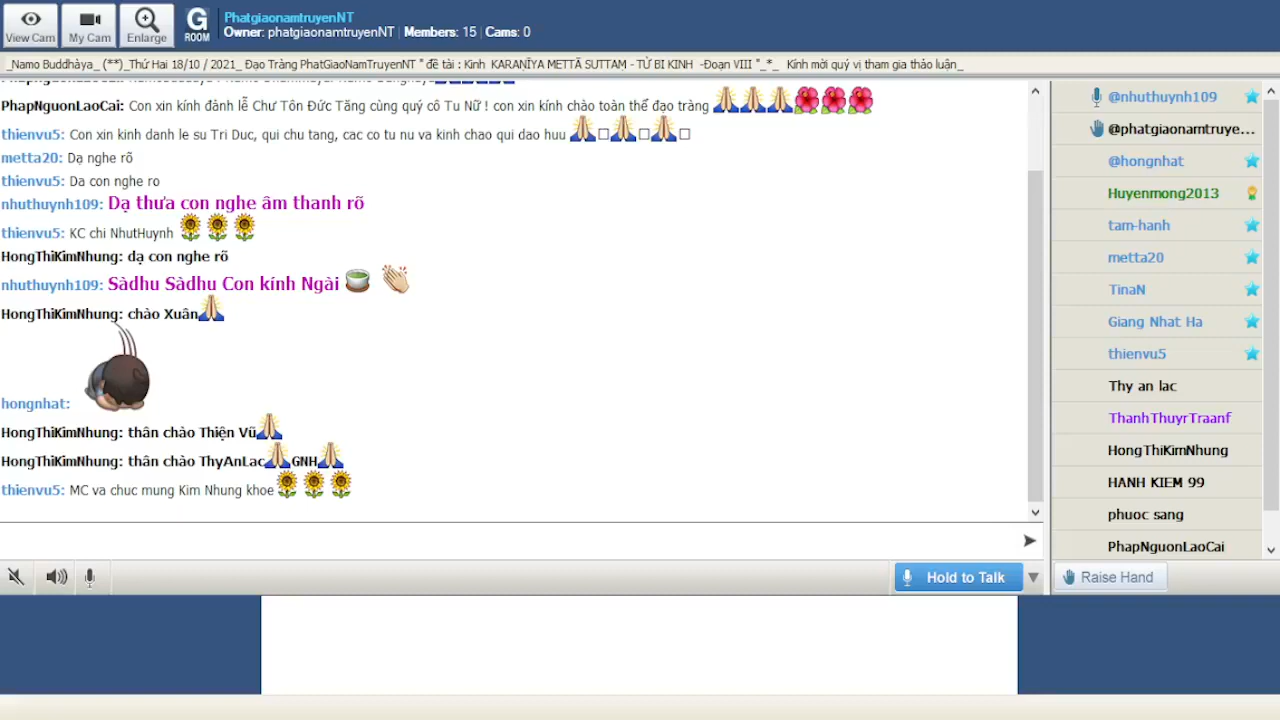 View Cam
My Cam
Enlarge
G
ROOM
PhatgiaonamtruyenNT
Owner: phatgiaonamtruyenNT | Members: 15 | Cams: 0
_Namo Buddhàya_ (**)_Thứ Hai 18/10 / 2021_ Đạo Tràng PhatGiaoNamTruyenNT " đề tài : Kinh KARAṆĪYA METTĀ SUTTAM - TỪ BI KINH -Đoạn VIII "_*_ Kính mời quý vị tham gia thảo luận_
PhapNguonLaoCai: Con xin kính đảnh lễ Chư Tôn Đức Tăng cùng quý cô Tu Nữ ! con xin kính chào toàn thể đạo tràng
thienvu5: Con xin kinh danh le su Tri Duc, qui chu tang, cac co tu nu va kinh chao qui dao huu
metta20: Dạ nghe rõ
thienvu5: Da con nghe ro
nhuthuynh109: Dạ thưa con nghe âm thanh rõ
thienvu5: KC chi NhutHuynh
HongThiKimNhung: dạ con nghe rõ
nhuthuynh109: Sàdhu Sàdhu Con kính Ngài
HongThiKimNhung: chào Xuân
hongnhat:
HongThiKimNhung: thân chào Thiện Vũ
HongThiKimNhung: thân chào ThyAnLac GNH
thienvu5: MC va chuc mung Kim Nhung khoe
Hold to Talk
@nhuthuynh109
@phatgiaonamtruye...
@hongnhat
Huyenmong2013
tam-hanh
metta20
TinaN
Giang Nhat Ha
thienvu5
Thy an lac
ThanhThuyrTraanf
HongThiKimNhung
HANH KIEM 99
phuoc sang
PhapNguonLaoCai
Raise Hand